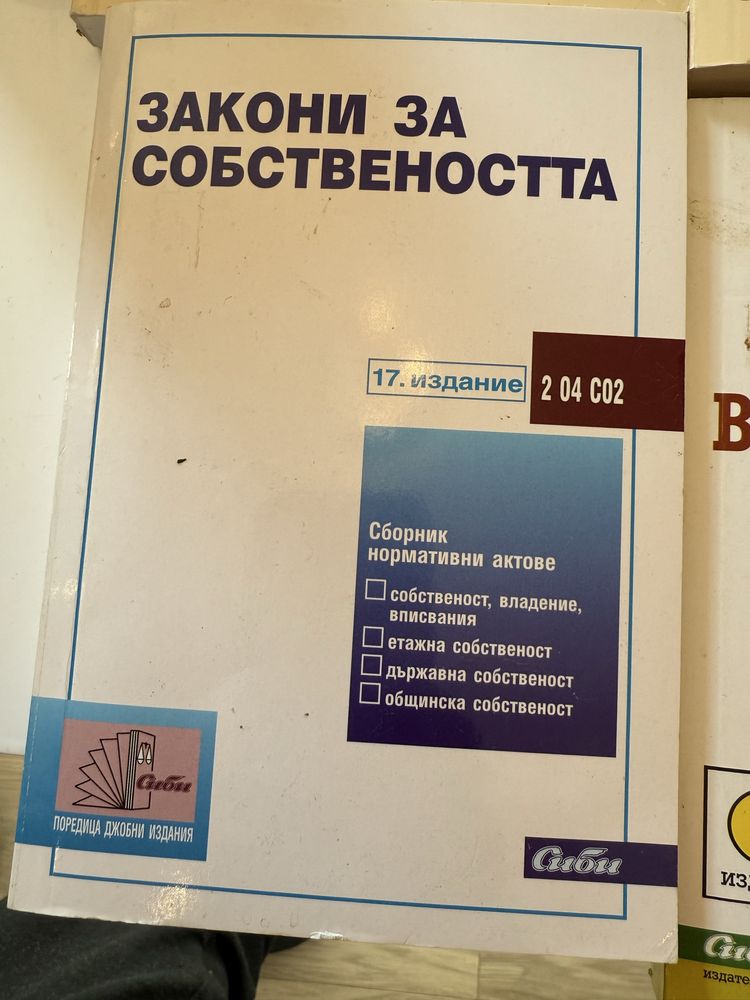 ЗАКОНИ ЗА
СОБСТВЕНОСТТА
17. издание
2 04 C02
Сборник
нормативни актове
собственост, владение,
вписвания
етажна собственост
държавна собственост
общинска собственост
Сиби
ПОРЕДИЦА ДЖОБНИ ИЗДАНИЯ
Сиби
В